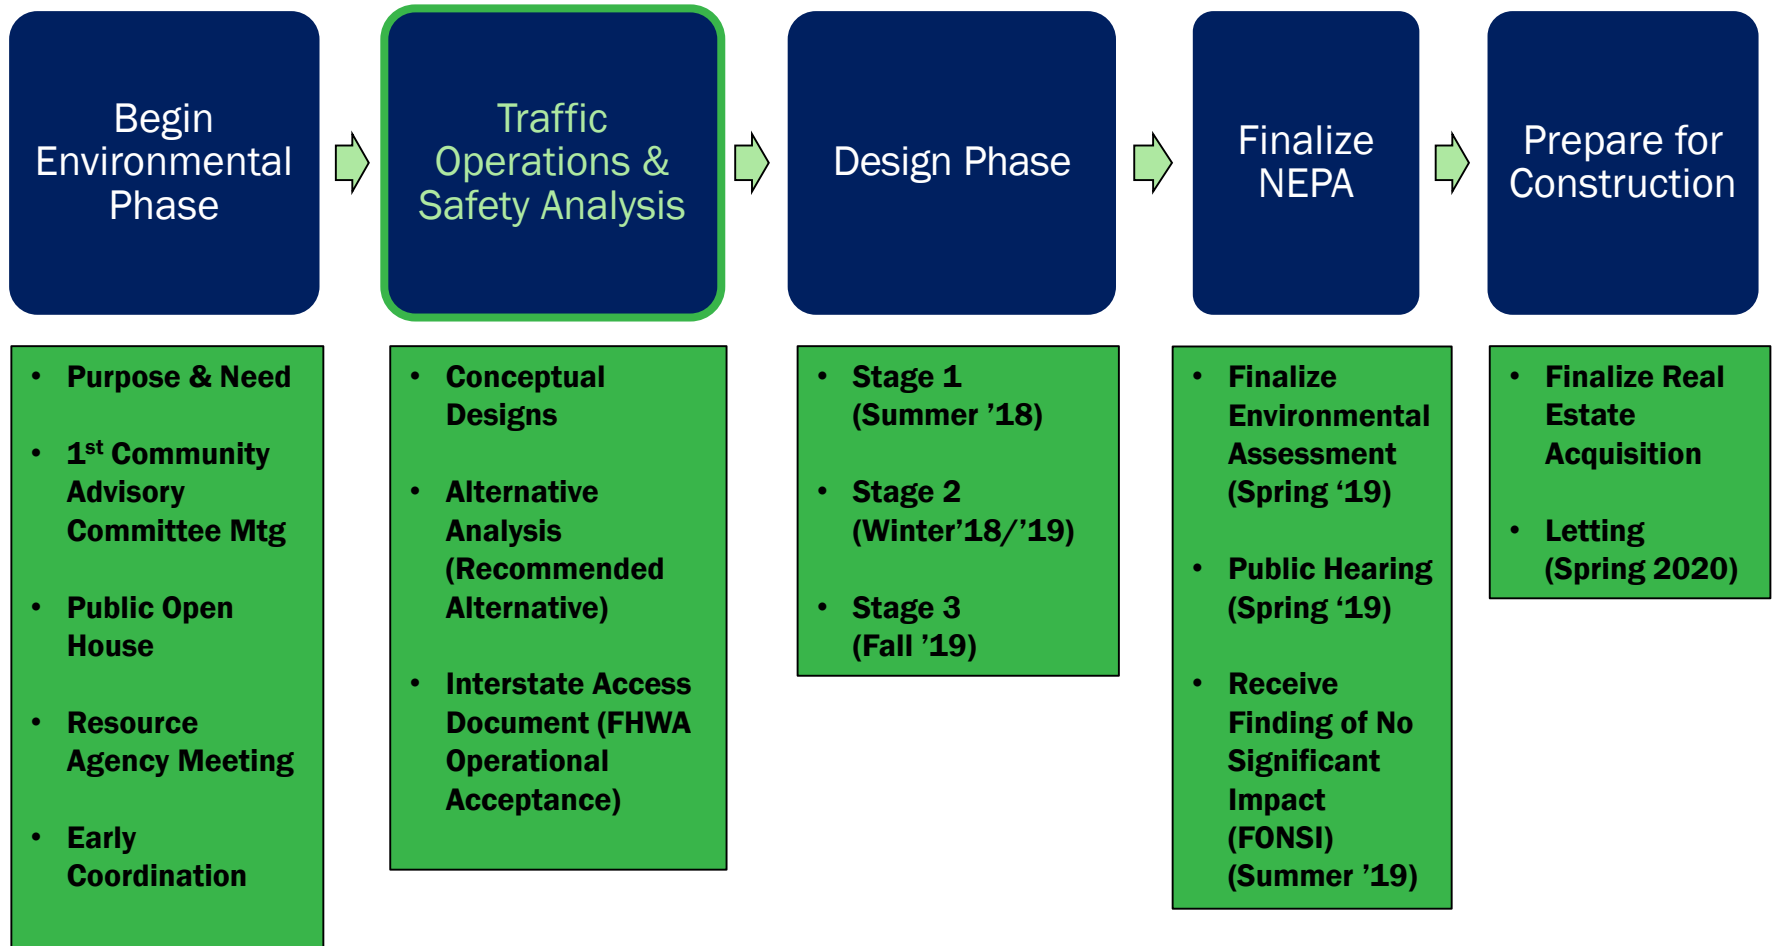 Begin
Environmental
Phase
Traffic
Operations &
Safety Analysis
Design Phase
Finalize
NEPA
Prepare for
Construction
• Purpose & Need
• 1st Community
Advisory
Committee Mtg
• Public Open
House
• Resource
Agency Meeting
• Early
Coordination
• Conceptual
Designs
• Alternative
Analysis
(Recommended
Alternative)
• Interstate Access
Document (FHWA
Operational
Acceptance)
• Stage 1
(Summer ’18)
• Stage 2
(Winter’18/’19)
• Stage 3
(Fall ’19)
• Finalize
Environmental
Assessment
(Spring ‘19)
• Public Hearing
(Spring ‘19)
• Receive
Finding of No
Significant
Impact
(FONSI)
(Summer ’19)
• Finalize Real
Estate
Acquisition
• Letting
(Spring 2020)